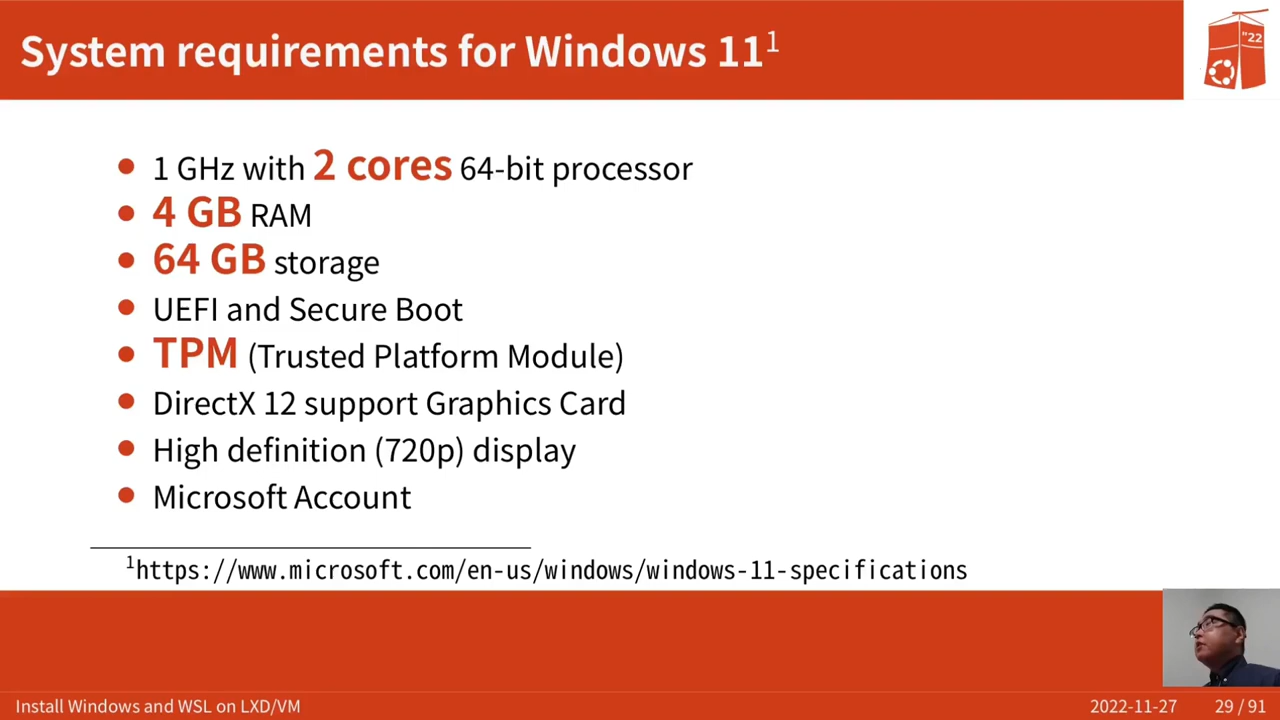 System requirements for Windows 11¹
"22
1 GHz with 2 cores 64-bit processor
4 GB RAM
64 GB storage
UEFI and Secure Boot
TPM (Trusted Platform Module)
DirectX 12 support Graphics Card
High definition (720p) display
Microsoft Account
¹https://www.microsoft.com/en-us/windows/windows-11-specifications
Install Windows and WSL on LXD/VM
2022-11-27
29 / 91